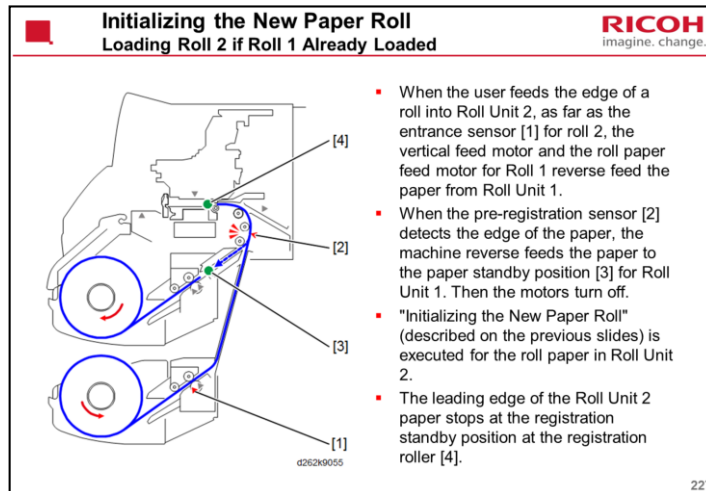 Initializing the New Paper Roll
Loading Roll 2 if Roll 1 Already Loaded
RICOH
imagine. change.
[4]
[2]
[3]
[1]
d262k9055
▪ When the user feeds the edge of a
roll into Roll Unit 2, as far as the
entrance sensor [1] for roll 2, the
vertical feed motor and the roll paper
feed motor for Roll 1 reverse feed the
paper from Roll Unit 1.
▪ When the pre-registration sensor [2]
detects the edge of the paper, the
machine reverse feeds the paper to
the paper standby position [3] for Roll
Unit 1. Then the motors turn off.
▪ "Initializing the New Paper Roll"
(described on the previous slides) is
executed for the roll paper in Roll Unit
2.
▪ The leading edge of the Roll Unit 2
paper stops at the registration
standby position at the registration
roller [4].